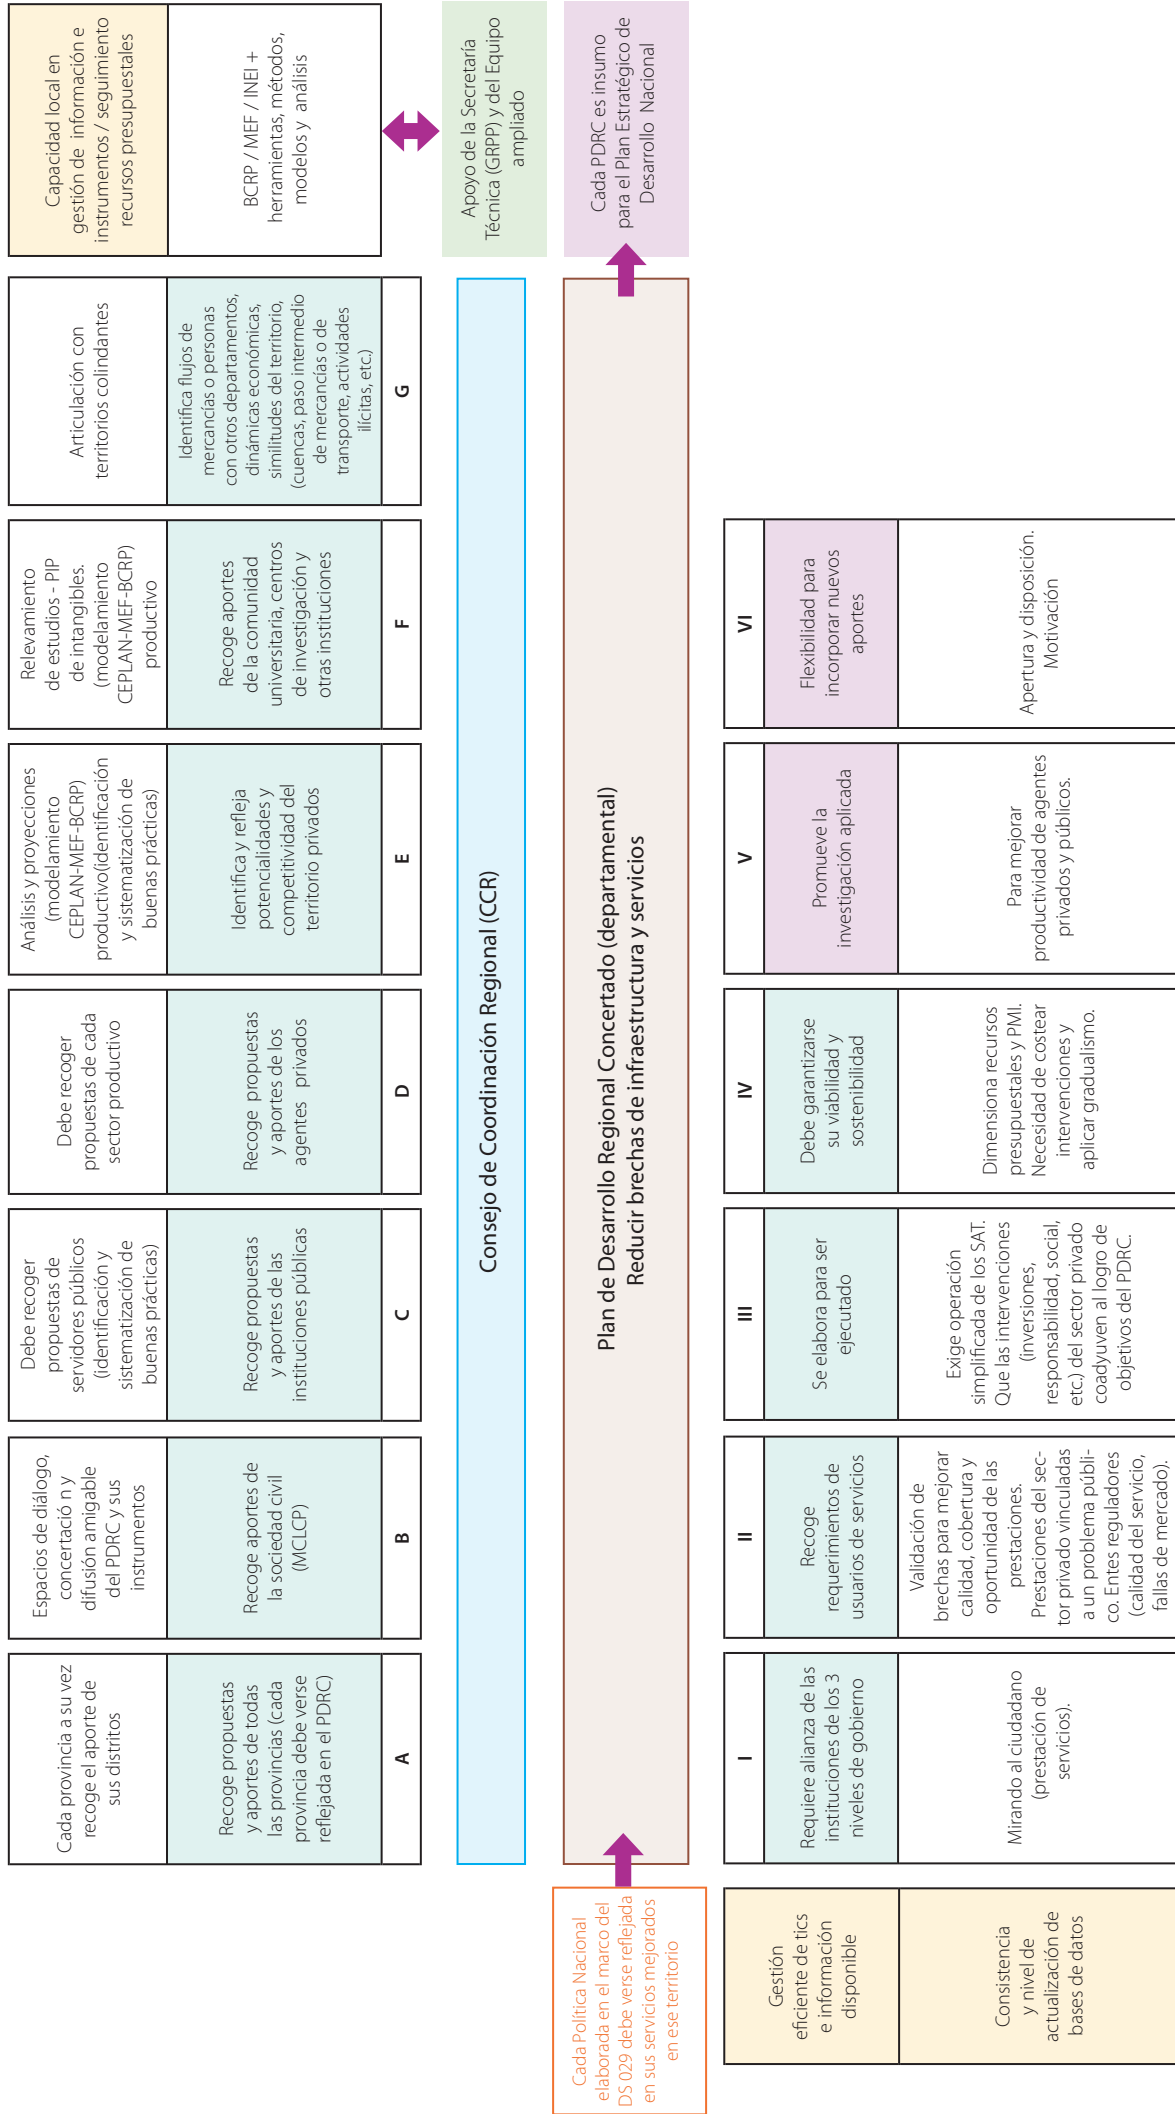 Cada provincia a su vez
recoge el aporte de
sus distritos
Recoge propuestas
y aportes de todas
las provincias (cada
provincia debe verse
reflejada en el PDRC)
A
Espacios de diálogo,
concertació n y
difusión amigable
del PDRC y sus
instrumentos
Recoge aportes de
la sociedad civil
(MCLCP)
B
Debe recoger
propuestas de
servidores públicos
(identificación y
sistematización de
buenas prácticas)
Recoge propuestas
y aportes de las
instituciones públicas
C
Debe recoger
propuestas de cada
sector productivo
Recoge propuestas
y aportes de los
agentes privados
D
Análisis y proyecciones
(modelamiento
CEPLAN-MEF-BCRP)
productivo(identificación
y sistematización de
buenas prácticas)
Identifica y refleja
potencialidades y
competitividad del
territorio privados
E
Relevamiento
de estudios - PIP
de intangibles.
(modelamiento
CEPLAN-MEF-BCRP)
productivo
Recoge aportes
de la comunidad
universitaria, centros
de investigación y
otras instituciones
F
Articulación con
territorios colindantes
Identifica flujos de
mercancías o personas
con otros departamentos,
dinámicas económicas,
similitudes del territorio,
(cuencas, paso intermedio
de mercancías o de
transporte, actividades
ilícitas, etc.)
G
Capacidad local en
gestión de información e
instrumentos / seguimiento
recursos presupuestales
BCRP / MEF / INEI +
herramientas, métodos,
modelos y análisis
Consejo de Coordinación Regional (CCR)
Apoyo de la Secretaría
Técnica (GRPP) y del Equipo
ampliado
Cada Política Nacional
elaborada en el marco del
DS 029 debe verse reflejada
en sus servicios mejorados
en ese territorio
Plan de Desarrollo Regional Concertado (departamental)
Reducir brechas de infraestructura y servicios
Cada PDRC es insumo
para el Plan Estratégico de
Desarrollo Nacional
Gestión
eficiente de tics
e información
disponible
Consistencia
y nivel de
actualización de
bases de datos
I
Requiere alianza de las
instituciones de los 3
niveles de gobierno
Mirando al ciudadano
(prestación de
servicios).
II
Recoge
requerimientos de
usuarios de servicios
Validación de
brechas para mejorar
calidad, cobertura y
oportunidad de las
prestaciones.
Prestaciones del sec-
tor privado vinculadas
a un problema públi-
co. Entes reguladores
(calidad del servicio,
fallas de mercado).
III
Se elabora para ser
ejecutado
Exige operación
simplificada de los SAT.
Que las intervenciones
(inversiones,
responsabilidad, social,
etc.) del sector privado
coadyuven al logro de
objetivos del PDRC.
IV
Debe garantizarse
su viabilidad y
sostenibilidad
Dimensiona recursos
presupuestales y PMI.
Necesidad de costear
intervenciones y
aplicar gradualismo.
V
Promueve la
investigación aplicada
Para mejorar
productividad de agentes
privados y públicos.
VI
Flexibilidad para
incorporar nuevos
aportes
Apertura y disposición.
Motivación